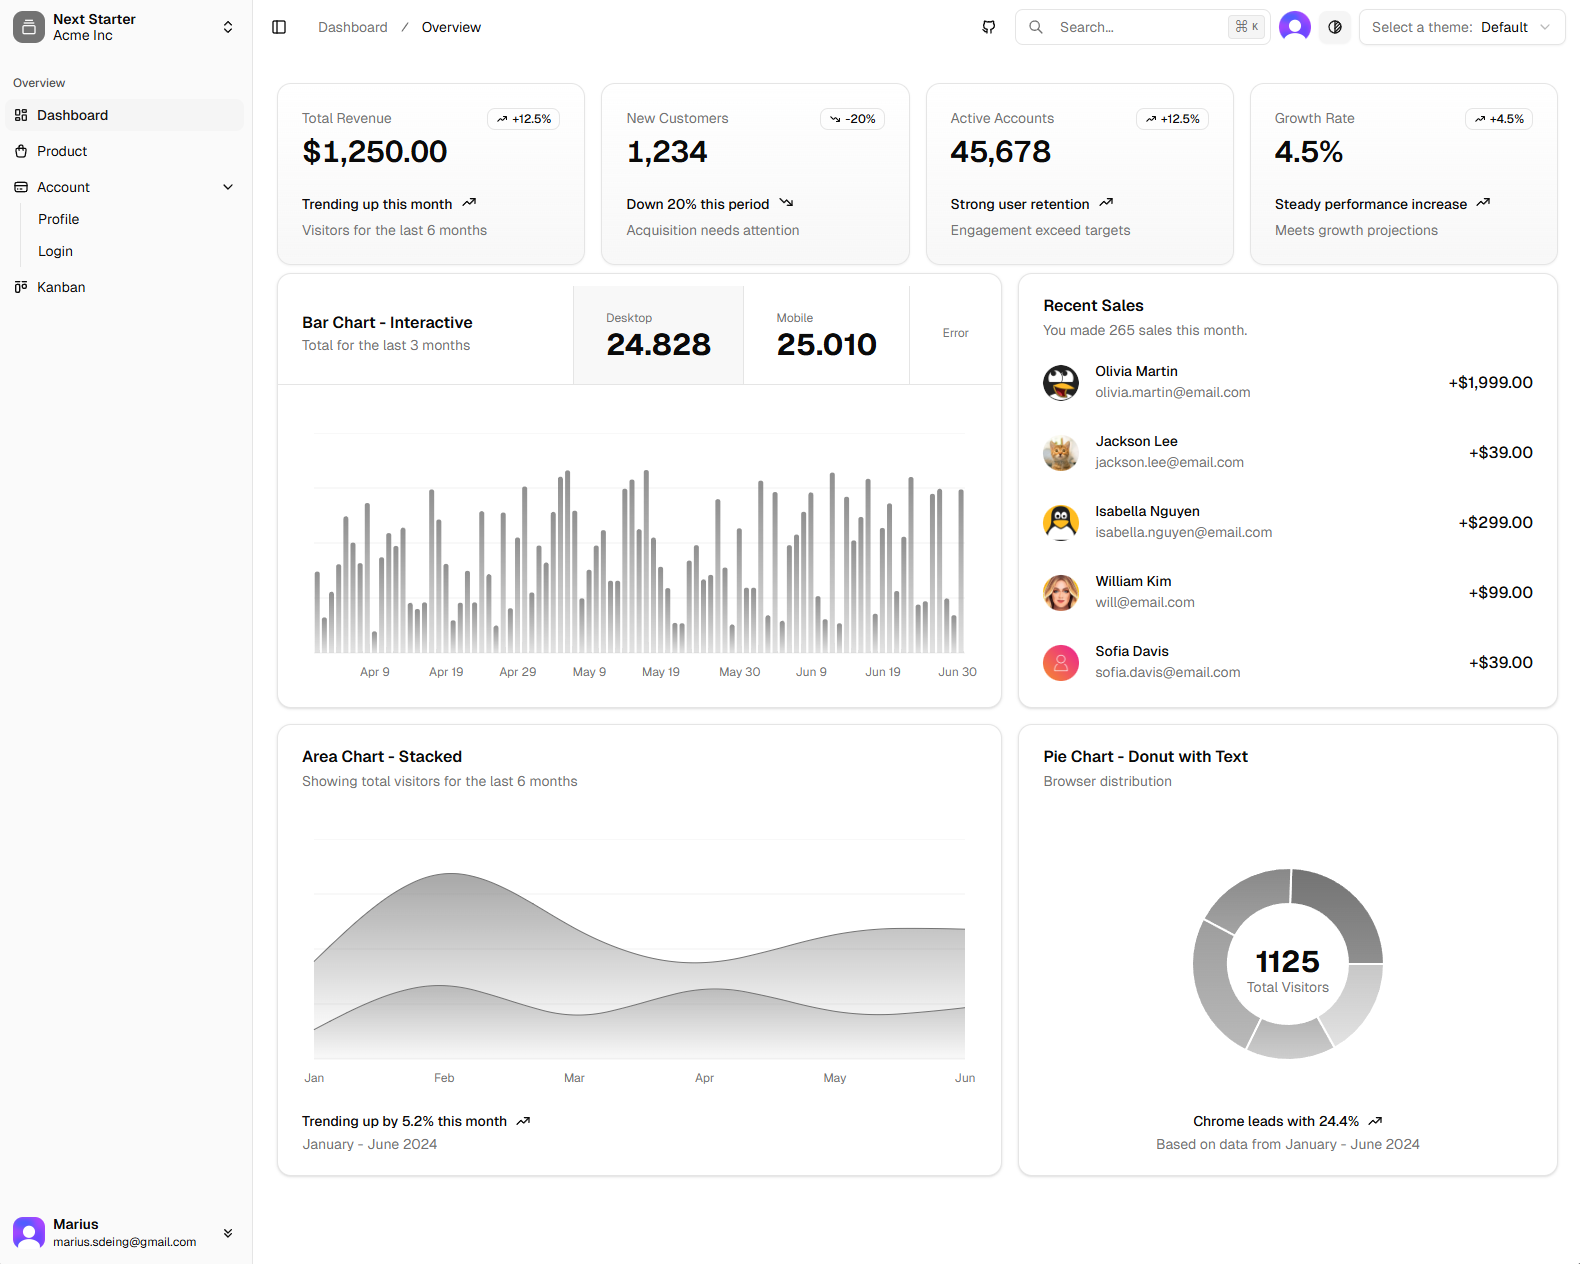 Next Starter
Acme Inc
Overview
Dashboard
Product
Account
Profile
Login
Kanban
Marius
marius.sdeing@gmail.com
Dashboard / Overview
Search...
⌘ K
Select a theme: Default
Total Revenue
+12.5%
$1,250.00
Trending up this month
Visitors for the last 6 months
New Customers
-20%
1,234
Down 20% this period
Acquisition needs attention
Active Accounts
+12.5%
45,678
Strong user retention
Engagement exceed targets
Growth Rate
+4.5%
4.5%
Steady performance increase
Meets growth projections
Bar Chart - Interactive
Total for the last 3 months
Desktop
24.828
Mobile
25.010
Error
Apr 9 Apr 19 Apr 29 May 9 May 19 May 30 Jun 9 Jun 19 Jun 30
Recent Sales
You made 265 sales this month.
Olivia Martin
olivia.martin@email.com
+$1,999.00
Jackson Lee
jackson.lee@email.com
+$39.00
Isabella Nguyen
isabella.nguyen@email.com
+$299.00
William Kim
will@email.com
+$99.00
Sofia Davis
sofia.davis@email.com
+$39.00
Area Chart - Stacked
Showing total visitors for the last 6 months
Jan Feb Mar Apr May Jun
Trending up by 5.2% this month
January - June 2024
Pie Chart - Donut with Text
Browser distribution
1125
Total Visitors
Chrome leads with 24.4%
Based on data from January - June 2024